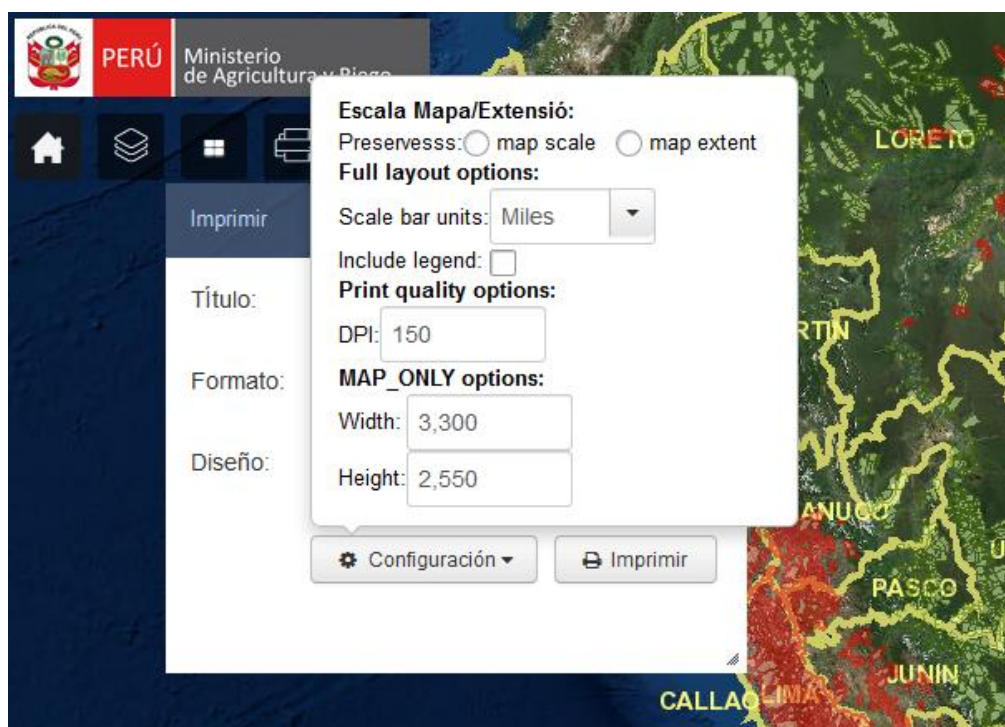 PERÚ
Ministerio
de Agricultura y Riego
Escala Mapa/Extensió:
Preservesss: map scale map extent
Full layout options:
Scale bar units: Miles
Include legend:
Print quality options:
DPI: 150
MAP_ONLY options:
Width: 3,300
Height: 2,550
Imprimir
Título:
Formato:
Diseño:
Configuración
Imprimir
LORETO
RTIN
ANUCO
PASCO
JUNIN
CALLAO
LIMA